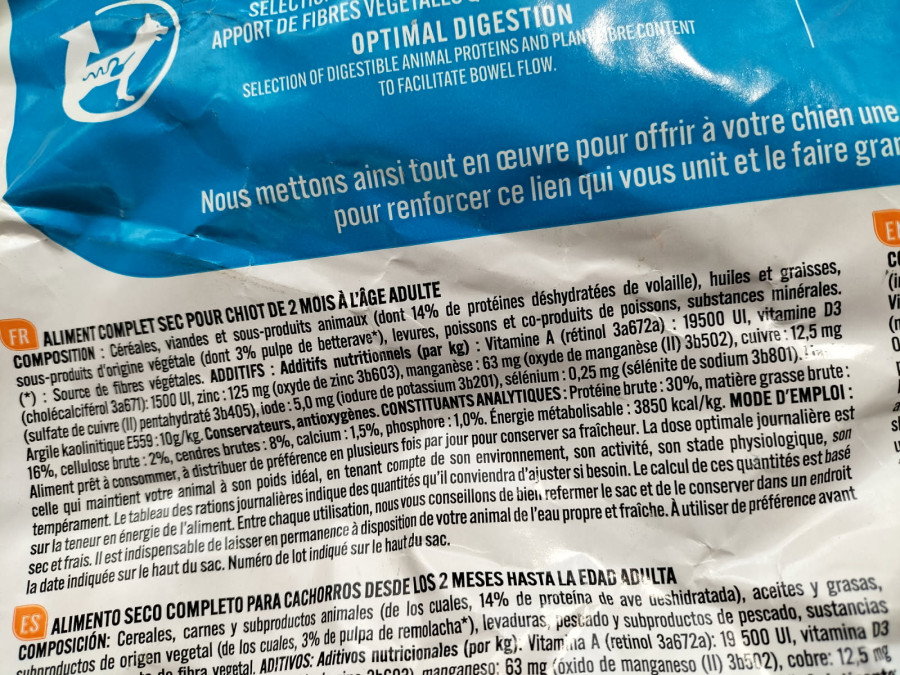 SÉLECTI
APPORT DE FIBRES VÉGÉTALES
OPTIMAL DIGESTION
SELECTION OF DIGESTIBLE ANIMAL PROTEINS AND PLANT FIBRE CONTENT
TO FACILITATE BOWEL FLOW.
Nous mettons ainsi tout en œuvre pour offrir à votre chien une
pour renforcer ce lien qui vous unit et le faire gran
FR ALIMENT COMPLET SEC POUR CHIOT DE 2 MOIS À L'ÂGE ADULTE
COMPOSITION : Céréales, viandes et sous-produits animaux (dont 14% de protéines déshydratées de volaille), huiles et graisses,
sous-produits d'origine végétale (dont 3% pulpe de betterave*), levures, poissons et co-produits de poissons, substances minérales.
(*) : Source de fibres végétales. ADDITIFS : Additifs nutritionnels (par kg) : Vitamine A (rétinol 3a672a) : 19500 UI, vitamine D3
(cholécalciférol 3a671): 1500 UI, zinc : 125 mg (oxyde de zinc 3b603), manganèse : 63 mg (oxyde de manganèse (II) 3b502), cuivre : 12,5 mg
(sulfate de cuivre (II) pentahydraté 3b405), iode : 5,0 mg (iodure de potassium 3b201), sélénium : 0,25 mg (sélénite de sodium 3b801).
Argile kaolinitique E559 : 10g/kg. Conservateurs, antioxygènes. CONSTITUANTS ANALYTIQUES : Protéine brute : 30%, matière grasse brute :
16%, cellulose brute : 2%, cendres brutes : 8%, calcium : 1,5%, phosphore : 1,0%. Énergie métabolisable : 3850 kcal/kg. MODE D'EMPLOI :
Aliment prêt à consommer, à distribuer de préférence en plusieurs fois par jour pour conserver sa fraîcheur. La dose optimale journalière est
celle qui maintient votre animal à son poids idéal, en tenant compte de son environnement, son activité, son stade physiologique, son
tempérament. Le tableau des rations journalières indique des quantités qu'il conviendra d'ajuster si besoin. Le calcul de ces quantités est basé
sur la teneur en énergie de l'aliment. Entre chaque utilisation, nous vous conseillons de bien refermer le sac et de le conserver dans un endroit
sec et frais. Il est indispensable de laisser en permanence à disposition de votre animal de l'eau propre et fraîche. À utiliser de préférence avant
la date indiquée sur le haut du sac. Numéro de lot indiqué sur le haut du sac.
ES ALIMENTO SECO COMPLETO PARA CACHORROS DESDE LOS 2 MESES HASTA LA EDAD ADULTA
COMPOSICIÓN: Cereales, carnes y subproductos animales (de los cuales, 14% de proteína de ave deshidratada), aceites y grasas,
subproductos de origen vegetal (de los cuales, 3% de pulpa de remolacha*), levaduras, pescado y subproductos de pescado, sustancias
de fibra vegetal. ADITIVOS: Aditivos nutricionales (por kg): Vitamina A (retinol 3a672a): 19 500 UI, vitamina D3
manganeso: 63 mg (óxido de manganeso (II) 3b502), cobre: 12,5 mg